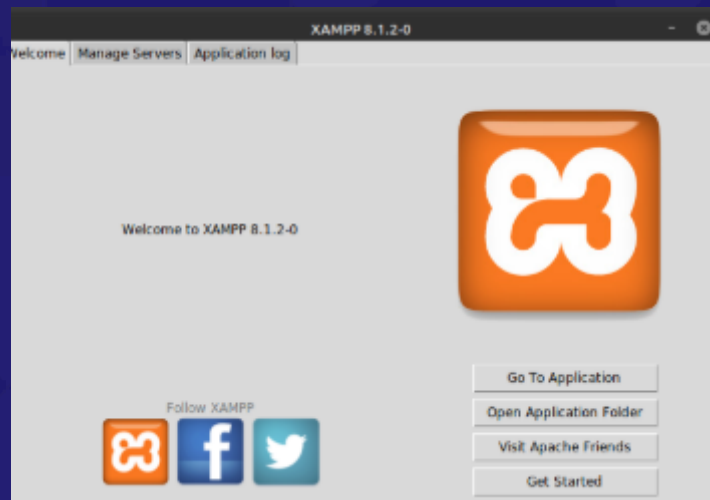 XAMPP 8.1.2-0
Welcome Manage Servers Application log
Welcome to XAMPP 8.1.2-0
Go To Application
Open Application Folder
Visit Apache Friends
Get Started
Follow XAMPP